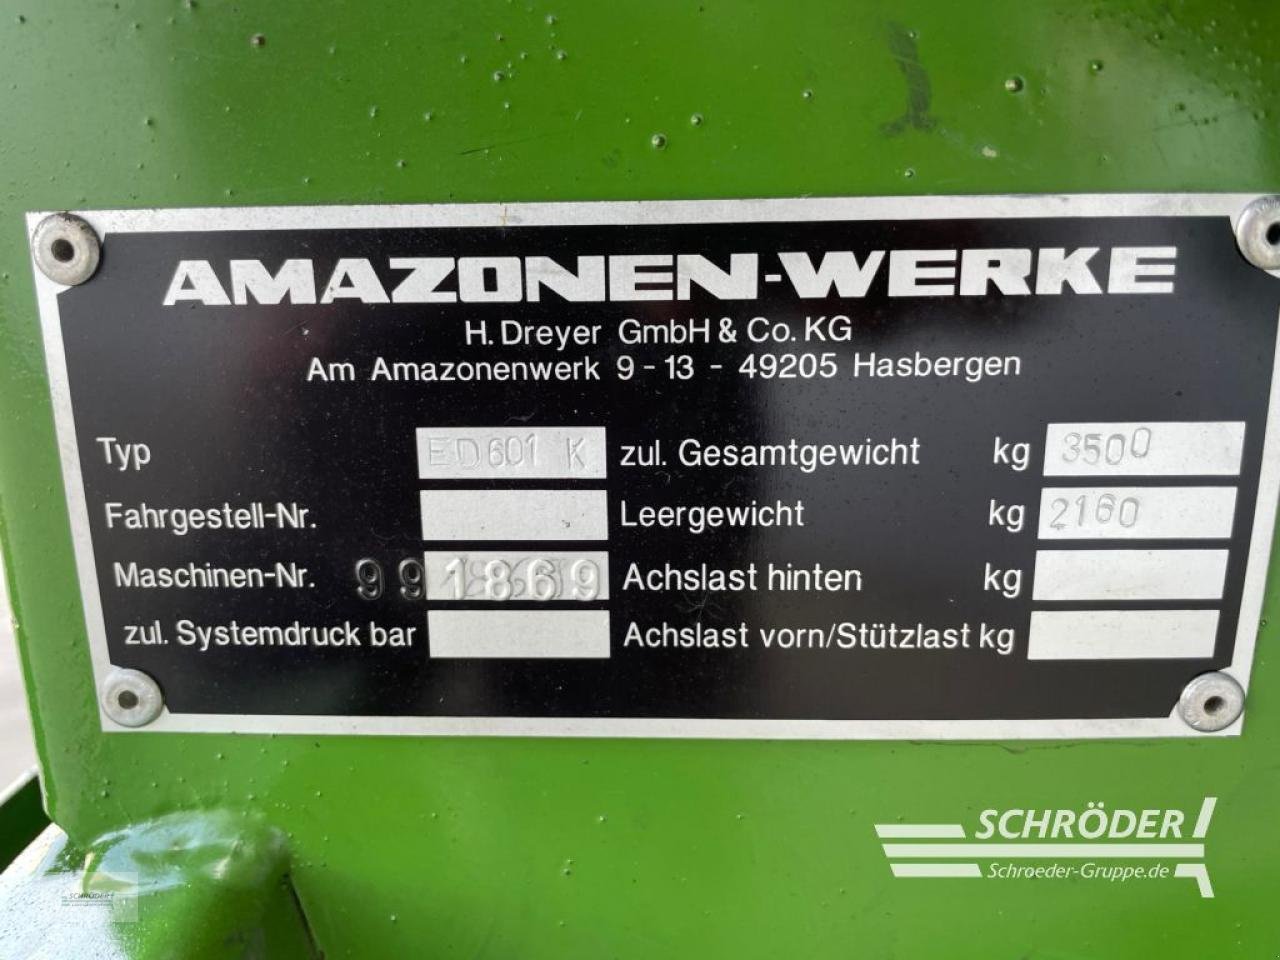 AMAZONEN-WERKE
H. Dreyer GmbH & Co. KG
Am Amazonenwerk 9 - 13 - 49205 Hasbergen
Typ ED601 K zul. Gesamtgewicht kg 3500
Fahrgestell-Nr. Leergewicht kg 2160
Maschinen-Nr. 991869 Achslast hinten kg
zul. Systemdruck bar Achslast vorn/Stützlast kg
SCHRÖDER
Schroeder-Gruppe.de
SCHRÖDER